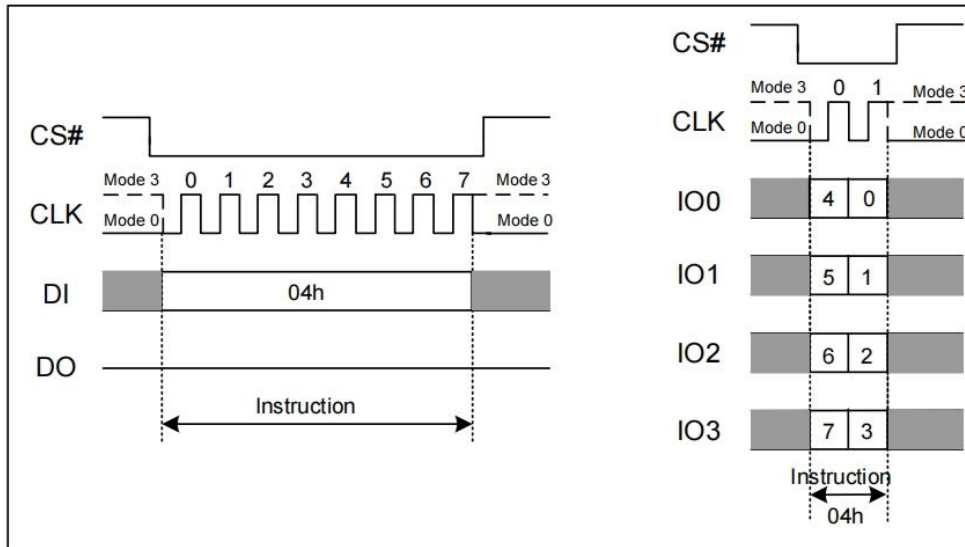 CS#
Mode 3 0 1 2 3 4 5 6 7 Mode 3
CLK
Mode 0 Mode 0
DI 04h
DO
Instruction
CS#
Mode 3 0 1 Mode 3
CLK
Mode 0 Mode 0
IO0 4 0
IO1 5 1
IO2 6 2
IO3 7 3
Instruction
04h